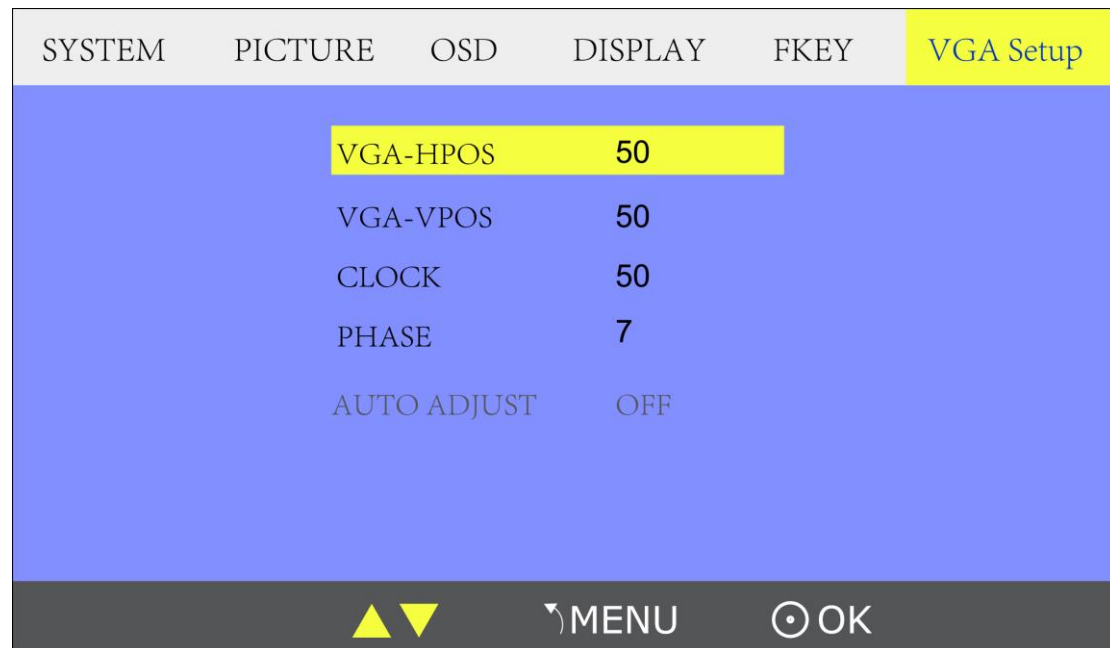 SYSTEM PICTURE OSD DISPLAY FKEY VGA Setup
VGA-HPOS 50
VGA-VPOS 50
CLOCK 50
PHASE 7
AUTO ADJUST OFF
MENU OK